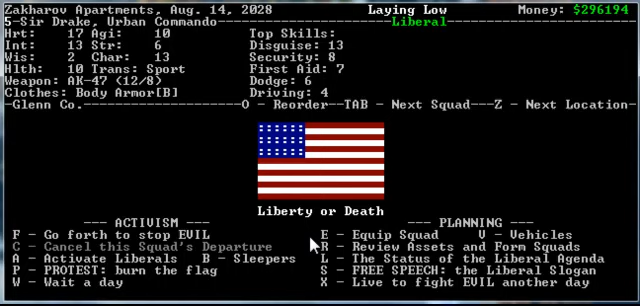 Zakharov Apartments, Aug. 14, 2028 Laying Low Money: $296194
5-Sir Drake, Urban Commando Liberal
Hrt: 17 Agi: 10 Top Skills:
Int: 13 Str: 6 Disguise: 13
Wis: 2 Char: 13 Security: 8
Hlth: 10 Trans: Sport First Aid: 7
Weapon: AK-47 (12/8) Dodge: 6
Clothes: Body Armor[B] Driving: 4
Glenn Co. O - Reorder TAB - Next Squad Z - Next Location
Liberty or Death
--- ACTIVISM --- --- PLANNING ---
F - Go forth to stop EVIL E - Equip Squad V - Vehicles
C - Cancel this Squad's Departure R - Review Assets and Form Squads
A - Activate Liberals B - Sleepers L - The Status of the Liberal Agenda
P - PROTEST: burn the flag S - FREE SPEECH: the Liberal Slogan
W - Wait a day X - Live to fight EVIL another day